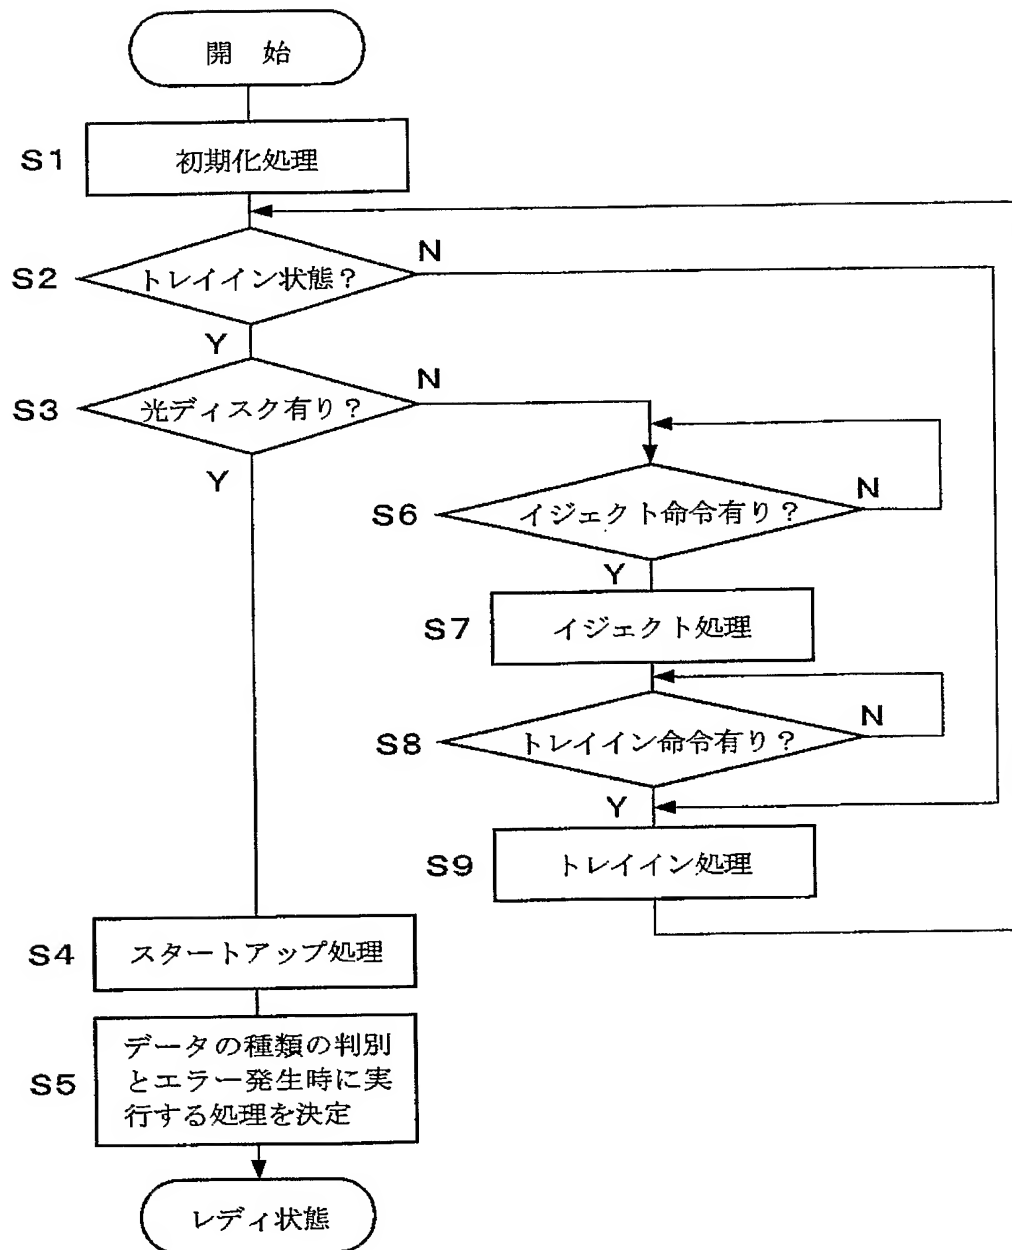 開　始
S1
初期化処理
S2
トレイイン状態？
N
Y
S3
光ディスク有り？
N
Y
S6
イジェクト命令有り？
N
Y
S7
イジェクト処理
S8
トレイイン命令有り？
N
Y
S9
トレイイン処理
S4
スタートアップ処理
S5
データの種類の判別
とエラー発生時に実
行する処理を決定
レディ状態